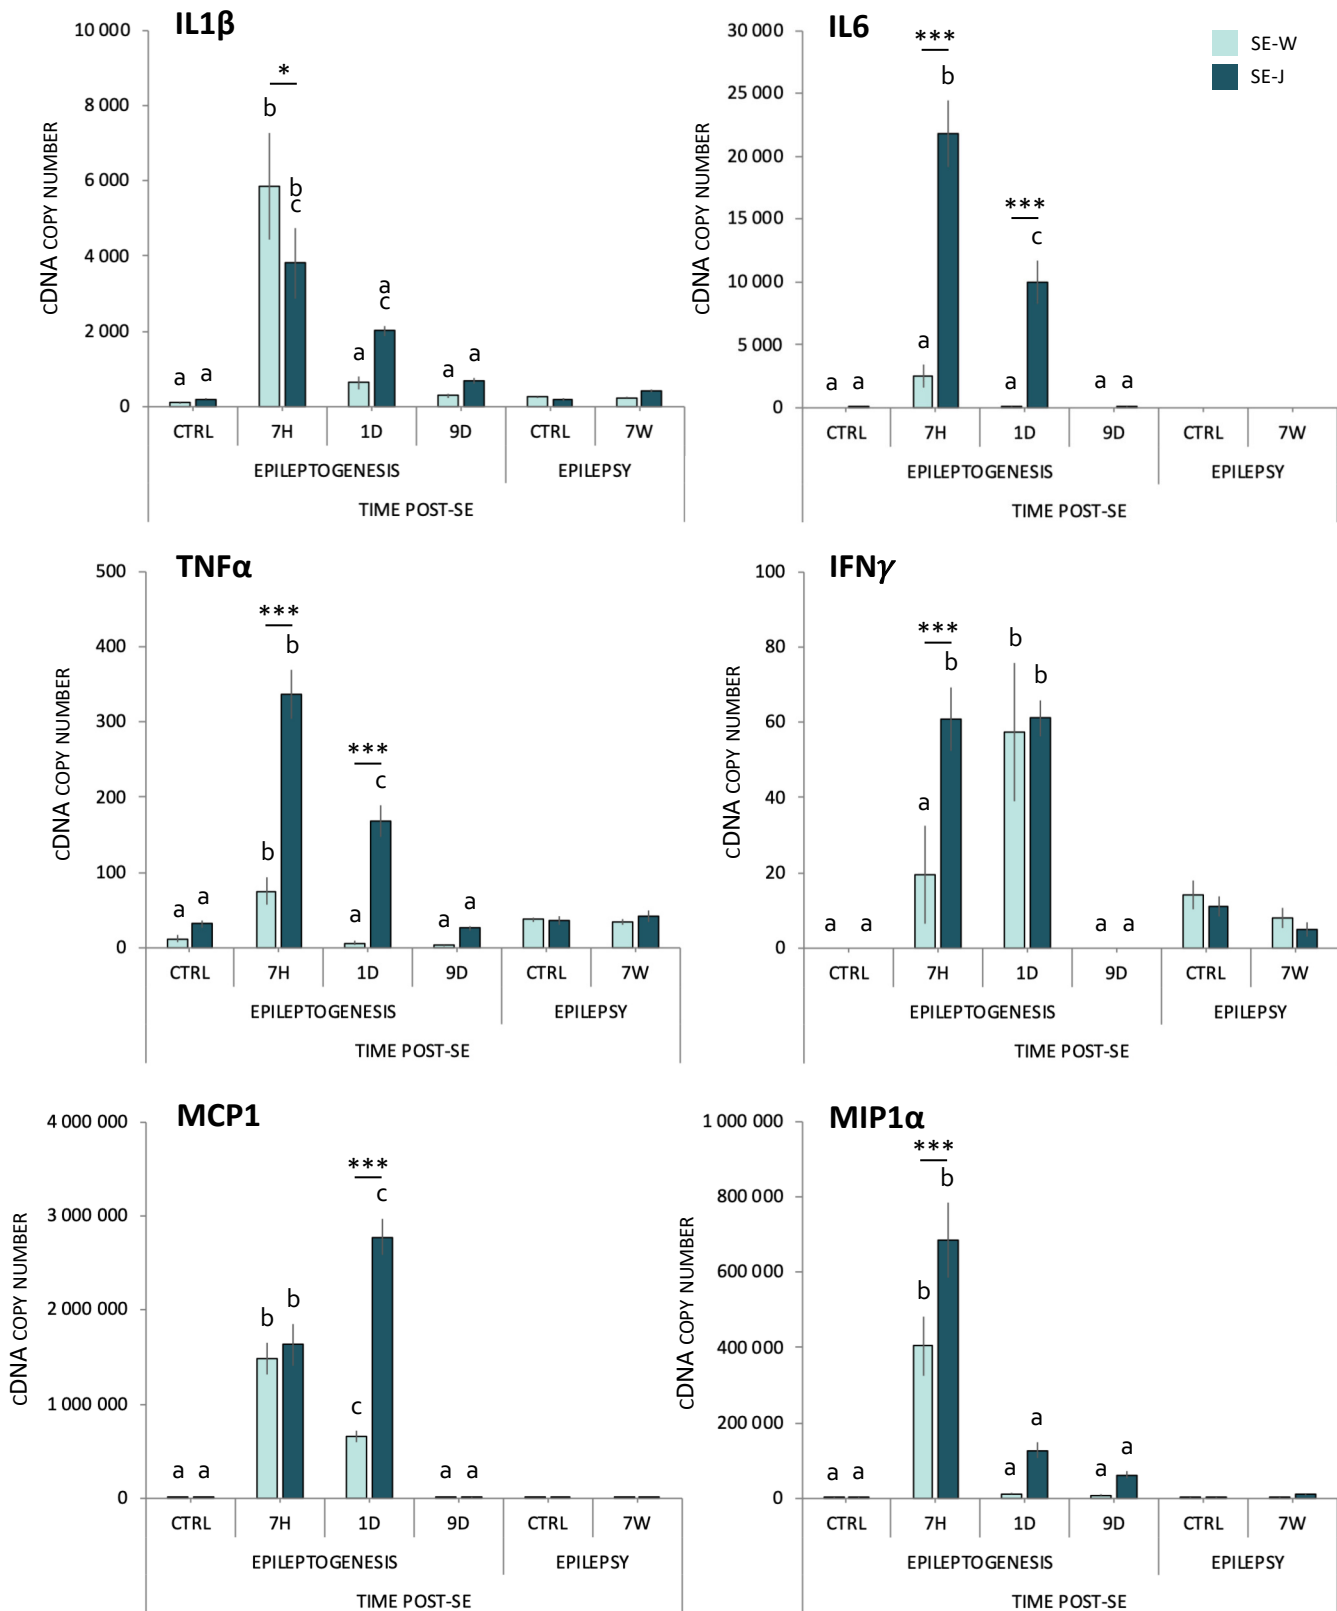 IL1β
10 000
8 000
6 000
4 000
2 000
0
cDNA COPY NUMBER
*
b
b
c
a
c
a a
a
a
a
CTRL 7H 1D 9D CTRL 7W
EPILEPTOGENESIS EPILEPSY
TIME POST-SE
IL6
SE-W
SE-J
30 000
25 000
20 000
15 000
10 000
5 000
0
cDNA COPY NUMBER
***
b
***
c
a
a a
a
a a
CTRL 7H 1D 9D CTRL 7W
EPILEPTOGENESIS EPILEPSY
TIME POST-SE
TNFα
500
400
300
200
100
0
cDNA COPY NUMBER
***
b
***
c
b
a a
a
a a
CTRL 7H 1D 9D CTRL 7W
EPILEPTOGENESIS EPILEPSY
TIME POST-SE
IFNγ
100
80
60
40
20
0
cDNA COPY NUMBER
***
b
b
b
a
a a
a a
CTRL 7H 1D 9D CTRL 7W
EPILEPTOGENESIS EPILEPSY
TIME POST-SE
MCP1
4 000 000
3 000 000
2 000 000
1 000 000
0
cDNA COPY NUMBER
***
c
b b
c
a a
a a
CTRL 7H 1D 9D CTRL 7W
EPILEPTOGENESIS EPILEPSY
TIME POST-SE
MIP1α
1 000 000
800 000
600 000
400 000
200 000
0
cDNA COPY NUMBER
***
b
b
a a
a
a
a
a
CTRL 7H 1D 9D CTRL 7W
EPILEPTOGENESIS EPILEPSY
TIME POST-SE